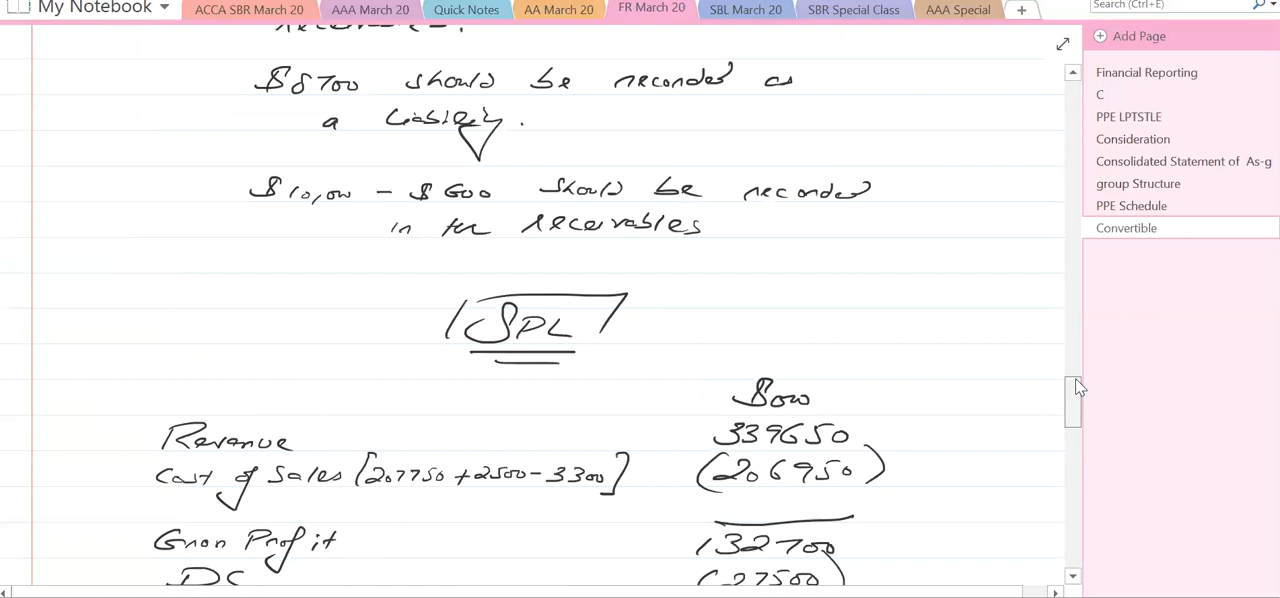 My Notebook
ACCA SBR March 20
AAA March 20
Quick Notes
AA March 20
FR March 20
SBL March 20
SBR Special Class
AAA Special
Search (Ctrl+E)
Add Page
Financial Reporting
C
PPE LPTSTLE
Consideration
Consolidated Statement of As-g
group Structure
PPE Schedule
Convertible
$8700 should be recorded as
a liability.
$10,000 - $600 should be recorded
in the receivables
SPL
$000
Revenue 339650
Cost of Sales [207750 + 2500 - 3300] (206950)
Gross Profit 132700
DC (27500)